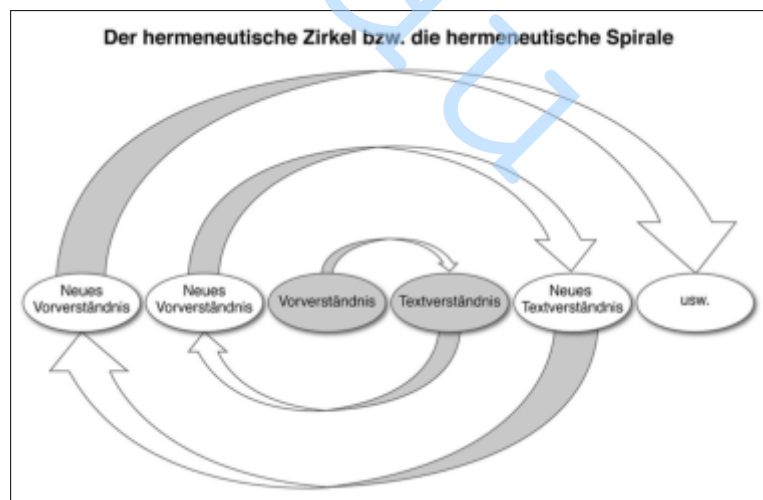 Der hermeneutische Zirkel bzw. die hermeneutische Spirale
Neues
Vorverständnis
Neues
Vorverständnis
Vorverständnis
Textverständnis
Neues
Textverständnis
usw.